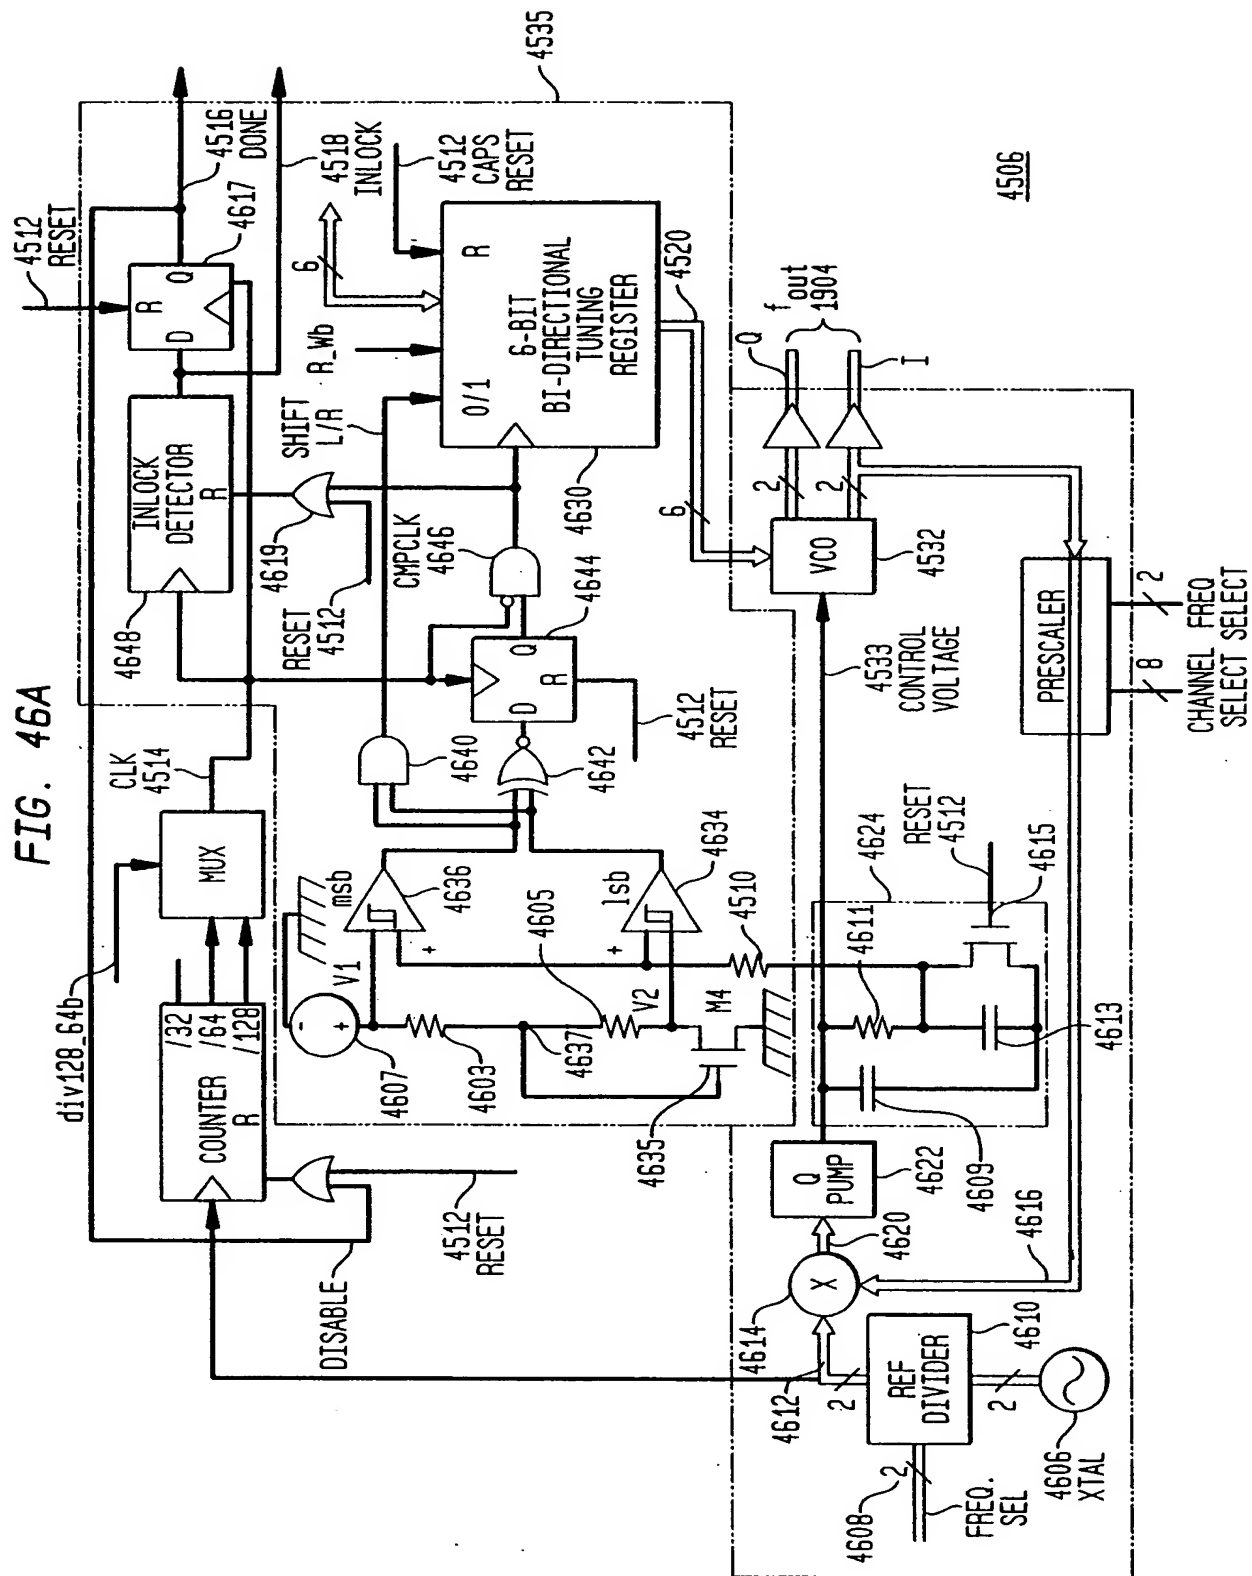 FIG. 46A
div128_64b
COUNTER
R
/32
/64
/128
MUX
CLK
4514
4648
INLOCK
DETECTOR
R
4512
RESET
D
R
Q
4617
4516
DONE
4518
INLOCK
4512
CAPS
RESET
4535
DISABLE
4512
RESET
4607
-
+
V1
msb
4636
4603
4637
4605
4635
M4
V2
lsb
4634
+
+
4510
4640
4642
D
Q
R
4644
4512
RESET
RESET
4512
4619
CMPCLK
4646
SHIFT
L/R
R_Wb
6
0/1
R
6-BIT
BI-DIRECTIONAL
TUNING
REGISTER
4630
4520
6
4506
4614
X
4620
Q
PUMP
4622
4609
4611
4613
4624
RESET
4512
4615
4533
CONTROL
VOLTAGE
VCO
4532
2
2
Q
I
f out
1904
4612
2
REF
DIVIDER
4610
4616
2
4608
FREQ.
SEL
2
4606
XTAL
PRESCALER
8
2
CHANNEL
SELECT
FREQ
SELECT